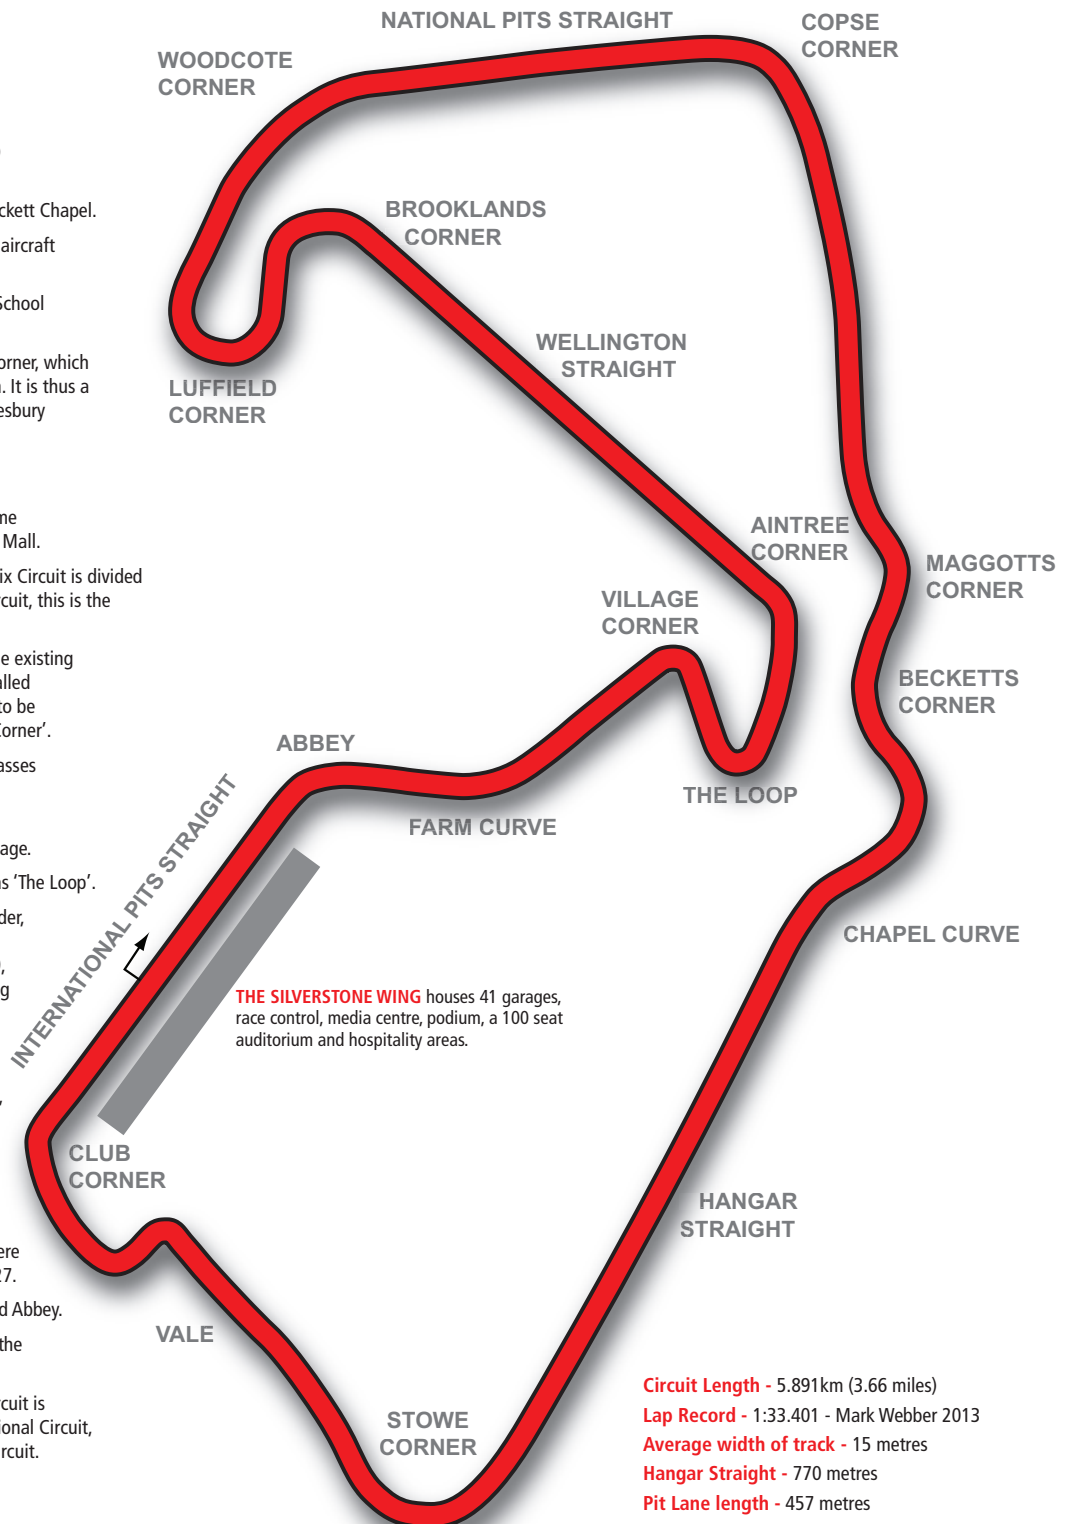 NATIONAL PITS STRAIGHT
COPSE
CORNER
WOODCOTE
CORNER
BROOKLANDS
CORNER
WELLINGTON
STRAIGHT
LUFFIELD
CORNER
AINTREE
CORNER
MAGGOTTS
CORNER
VILLAGE
CORNER
BECKETTS
CORNER
ABBEY
THE LOOP
FARM CURVE
INTERNATIONAL PITS STRAIGHT
CHAPEL CURVE
THE SILVERSTONE WING houses 41 garages,
race control, media centre, podium, a 100 seat
auditorium and hospitality areas.
CLUB
CORNER
HANGAR
STRAIGHT
VALE
STOWE
CORNER
Circuit Length - 5.891km (3.66 miles)
Lap Record - 1:33.401 - Mark Webber 2013
Average width of track - 15 metres
Hangar Straight - 770 metres
Pit Lane length - 457 metres
ckett Chapel.
aircraft
School
orner, which
. It is thus a
esbury
me
Mall.
ix Circuit is divided
rcuit, this is the
e existing
alled
to be
Corner’.
asses
age.
as ‘The Loop’.
der,
,
g
,
ere
27.
d Abbey.
the
rcuit is
ional Circuit,
rcuit.